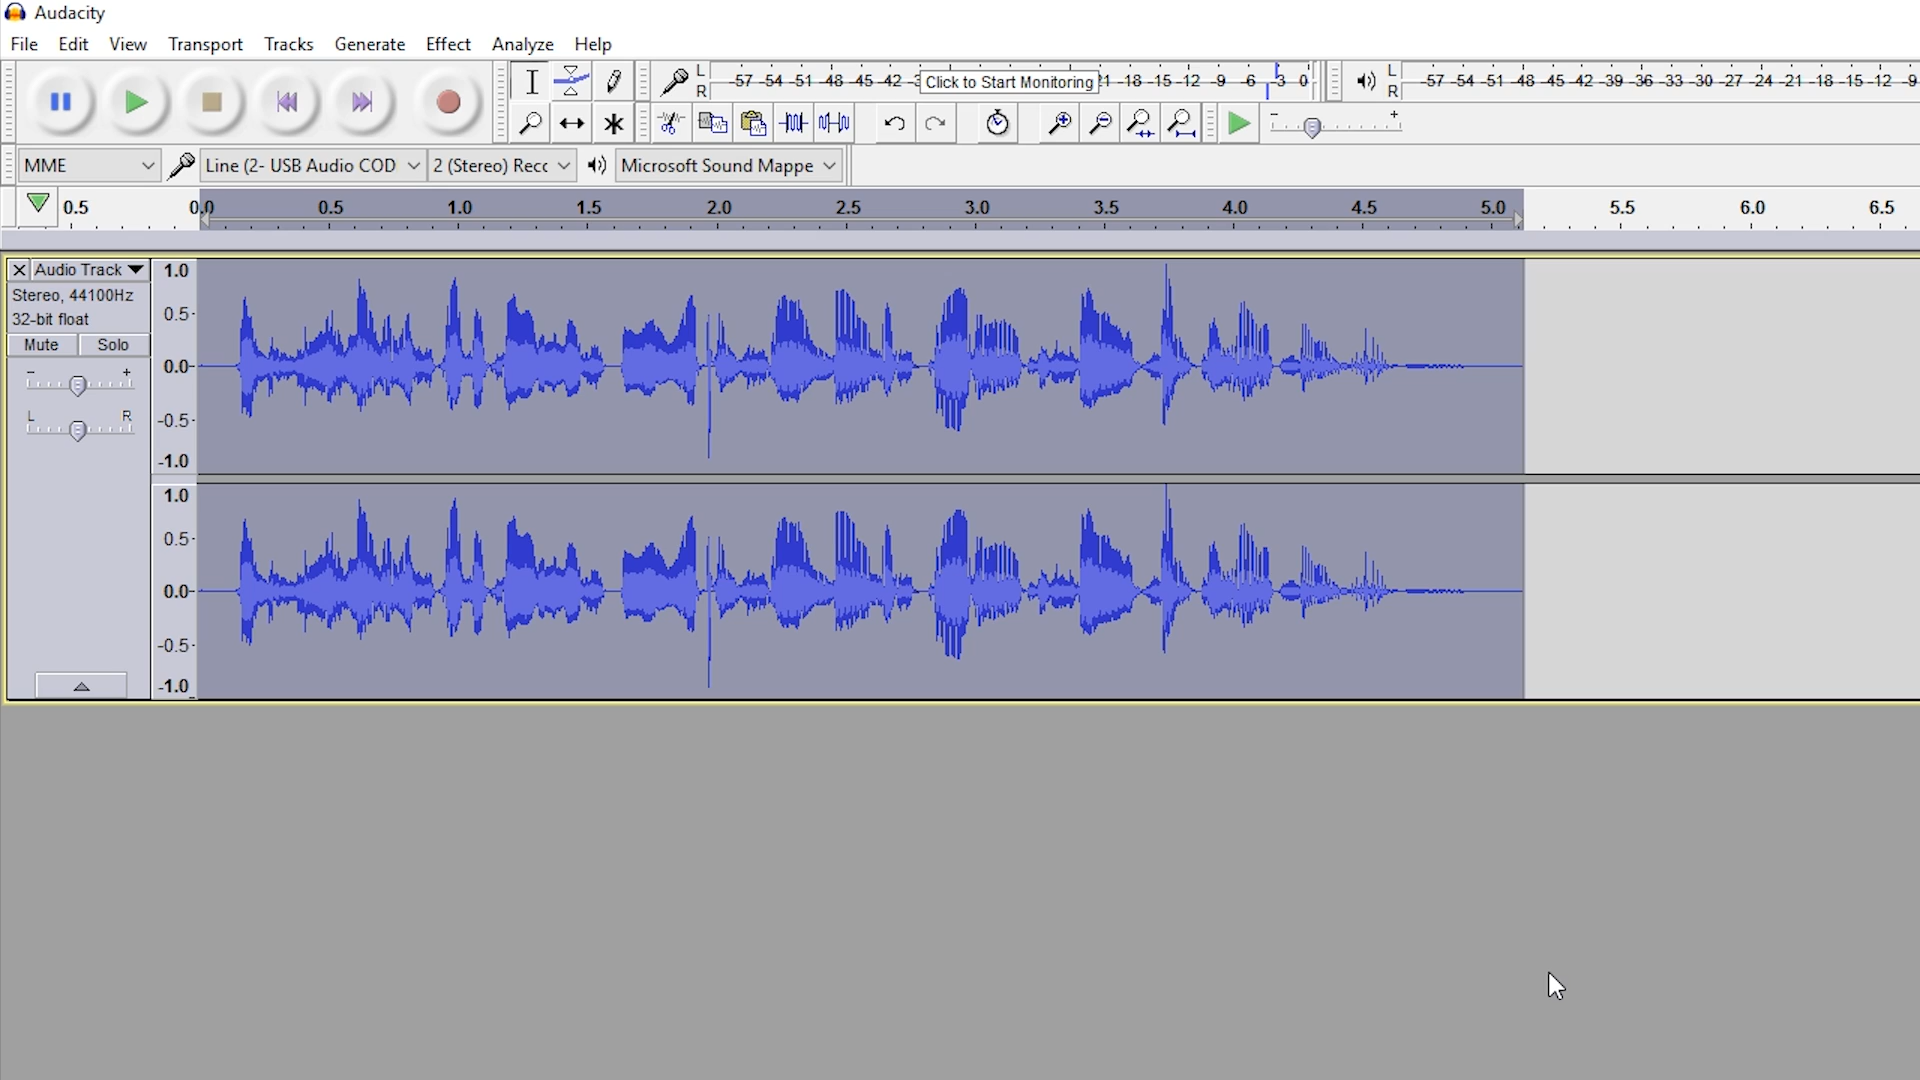 Audacity
File Edit View Transport Tracks Generate Effect Analyze Help
L R -57 -54 -51 -48 -45 -42 -3 Click to Start Monitoring 21 -18 -15 -12 -9 -6 -3 0 L R -57 -54 -51 -48 -45 -42 -39 -36 -33 -30 -27 -24 -21 -18 -15 -12 -9
- +
MME Line (2- USB Audio COD 2 (Stereo) Recc Microsoft Sound Mappe
0.5 0.0 0.5 1.0 1.5 2.0 2.5 3.0 3.5 4.0 4.5 5.0 5.5 6.0 6.5
Audio Track 1.0
Stereo, 44100Hz
32-bit float 0.5
Mute Solo
- + 0.0
L R -0.5
-1.0
1.0
0.5
0.0
-0.5
-1.0